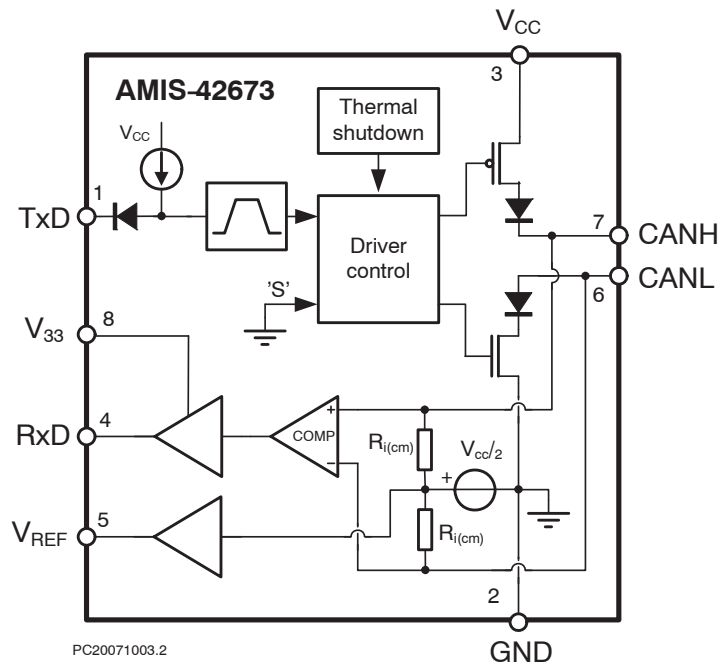 VCC
3
AMIS-42673
Thermal
shutdown
VCC
1
TxD
Driver
control
7
CANH
CANL
6
'S'
V33
8
RxD
4
COMP
+
−
Ri(cm)
Vcc/2
+
Ri(cm)
VREF
5
2
GND
PC20071003.2